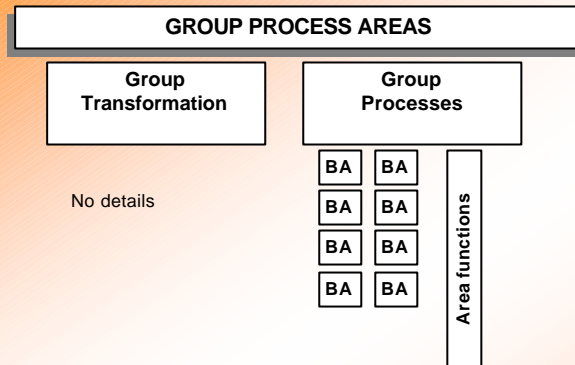 GROUP PROCESS AREAS
Group
Transformation
Group
Processes
No details
BA BA
BA BA
BA BA
BA BA
Area functions